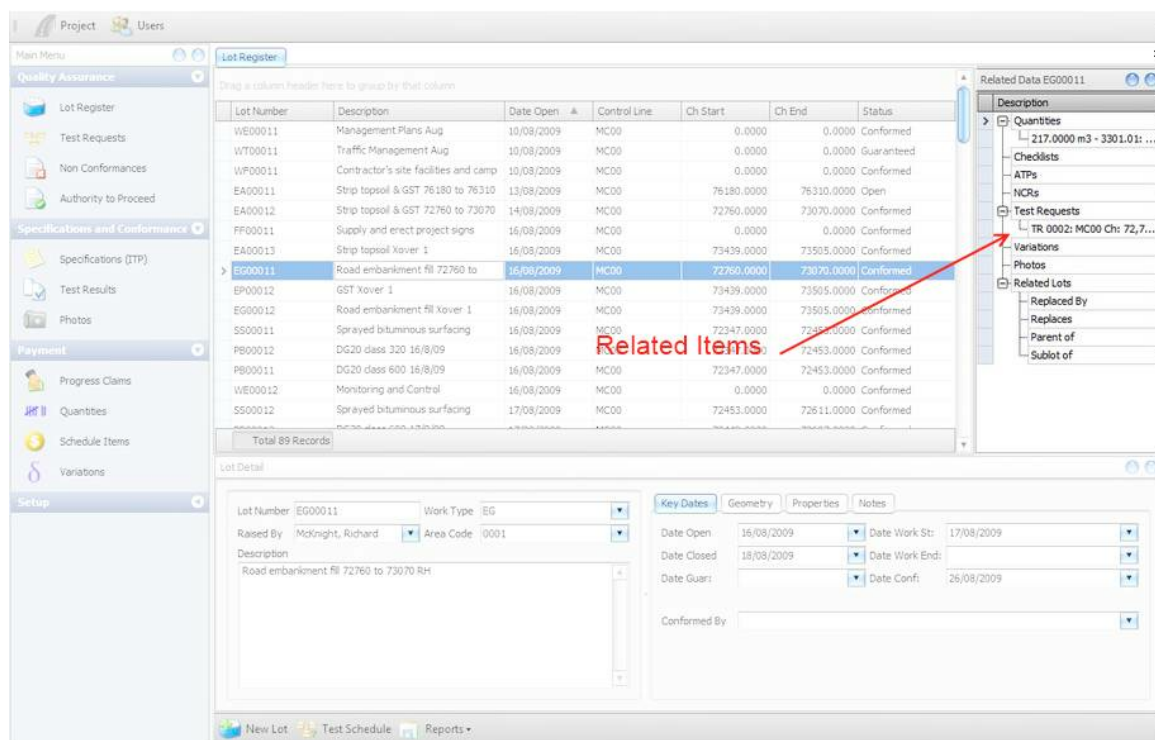 Project Users
Main Menu
Quality Assurance
Lot Register
Test Requests
Non Conformances
Authority to Proceed
Specifications and Conformance
Specifications (ITP)
Test Results
Photos
Payment
Progress Claims
Quantities
Schedule Items
Variations
Setup
Lot Register
Drag a column header here to group by that column
Lot Number Description Date Open Control Line Ch Start Ch End Status
WE00011 Management Plans Aug 10/08/2009 MC00 0.0000 0.0000 Conformed
WT00011 Traffic Management Aug 10/08/2009 MC00 0.0000 0.0000 Guaranteed
WF00011 Contractor's site facilities and camp 10/08/2009 MC00 0.0000 0.0000 Conformed
EA00011 Strip topsoil & GST 76180 to 76310 13/08/2009 MC00 76180.0000 76310.0000 Open
EA00012 Strip topsoil & GST 72760 to 73070 14/08/2009 MC00 72760.0000 73070.0000 Conformed
FF00011 Supply and erect project signs 16/08/2009 MC00 0.0000 0.0000 Conformed
EA00013 Strip topsoil Xover 1 16/08/2009 MC00 73439.0000 73505.0000 Conformed
EG00011 Road embankment fill 72760 to 16/08/2009 MC00 72760.0000 73070.0000 Conformed
EP00012 GST Xover 1 16/08/2009 MC00 73439.0000 73505.0000 Conformed
EG00012 Road embankment fill Xover 1 16/08/2009 MC00 73439.0000 73505.0000 Conformed
SS00011 Sprayed bituminous surfacing 16/08/2009 MC00 72347.0000 72453.0000 Conformed
PB00012 DG20 class 320 16/8/09 16/08/2009 72453.0000 Conformed
PB00011 DG20 class 600 16/8/09 16/08/2009 MC00 72347.0000 72453.0000 Conformed
WE00012 Monitoring and Control 16/08/2009 MC00 0.0000 0.0000 Conformed
SS00012 Sprayed bituminous surfacing 17/08/2009 MC00 72453.0000 72611.0000 Conformed
Total 89 Records
Related Items
Related Data EG00011
Description
Quantities
217.0000 m3 - 3301.01: ...
Checklists
ATPs
NCRs
Test Requests
TR 0002: MC00 Ch: 72,7...
Variations
Photos
Related Lots
Replaced By
Replaces
Parent of
Sublot of
Lot Detail
Lot Number EG00011 Work Type EG
Raised By McKnight, Richard Area Code 0001
Description
Road embankment fill 72760 to 73070 RH
Key Dates Geometry Properties Notes
Date Open 16/08/2009 Date Work St: 17/08/2009
Date Closed 18/08/2009 Date Work End:
Date Guar: Date Conf: 26/08/2009
Conformed By
New Lot Test Schedule Reports